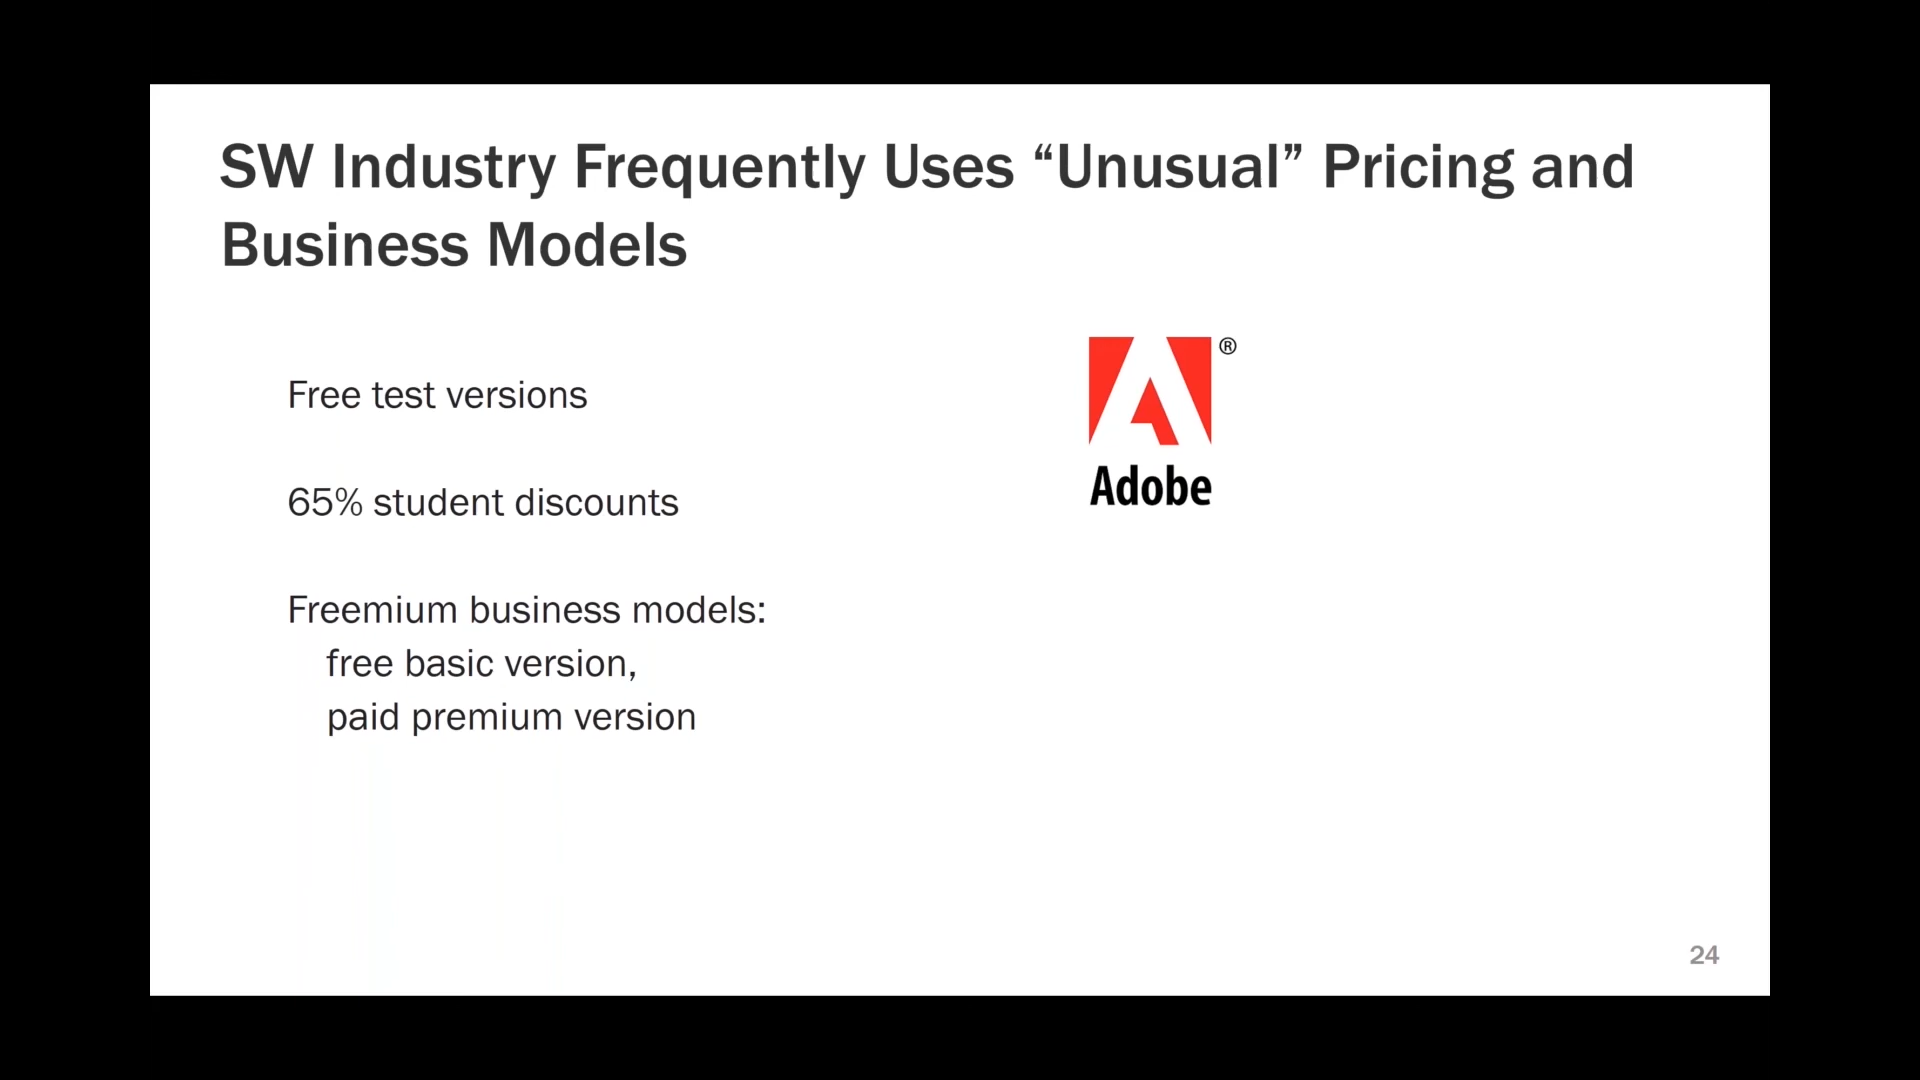 SW Industry Frequently Uses “Unusual” Pricing and
Business Models
Free test versions
65% student discounts
Freemium business models:
free basic version,
paid premium version
®
Adobe
24